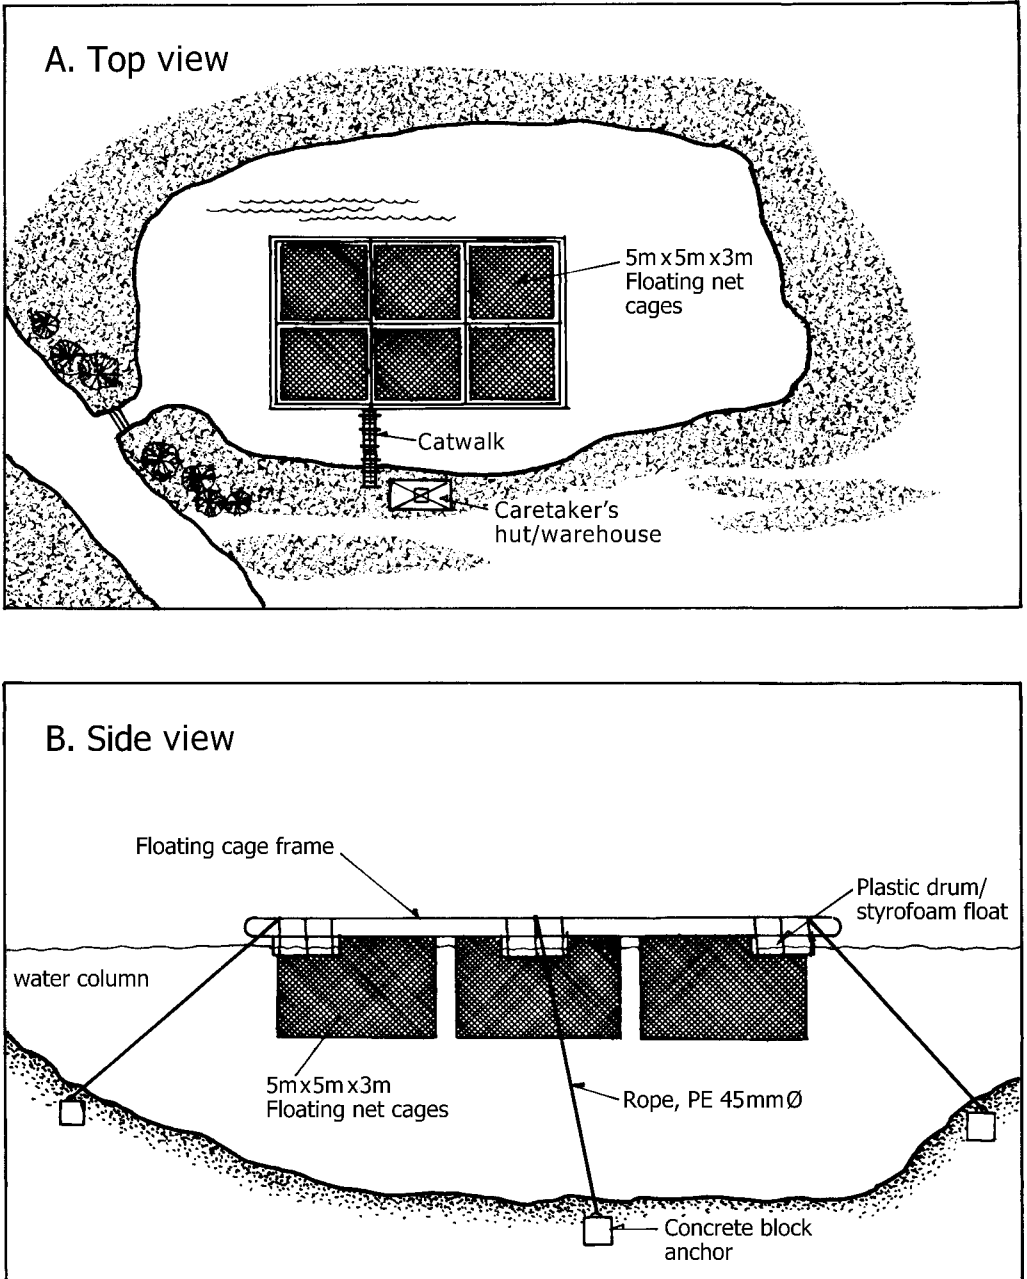 A. Top view
5m x 5m x 3m
Floating net
cages
Catwalk
Caretaker's
hut/warehouse
B. Side view
Floating cage frame
Plastic drum/
styrofoam float
water column
5m x 5m x 3m
Floating net cages
Rope, PE 45mm Ø
Concrete block
anchor